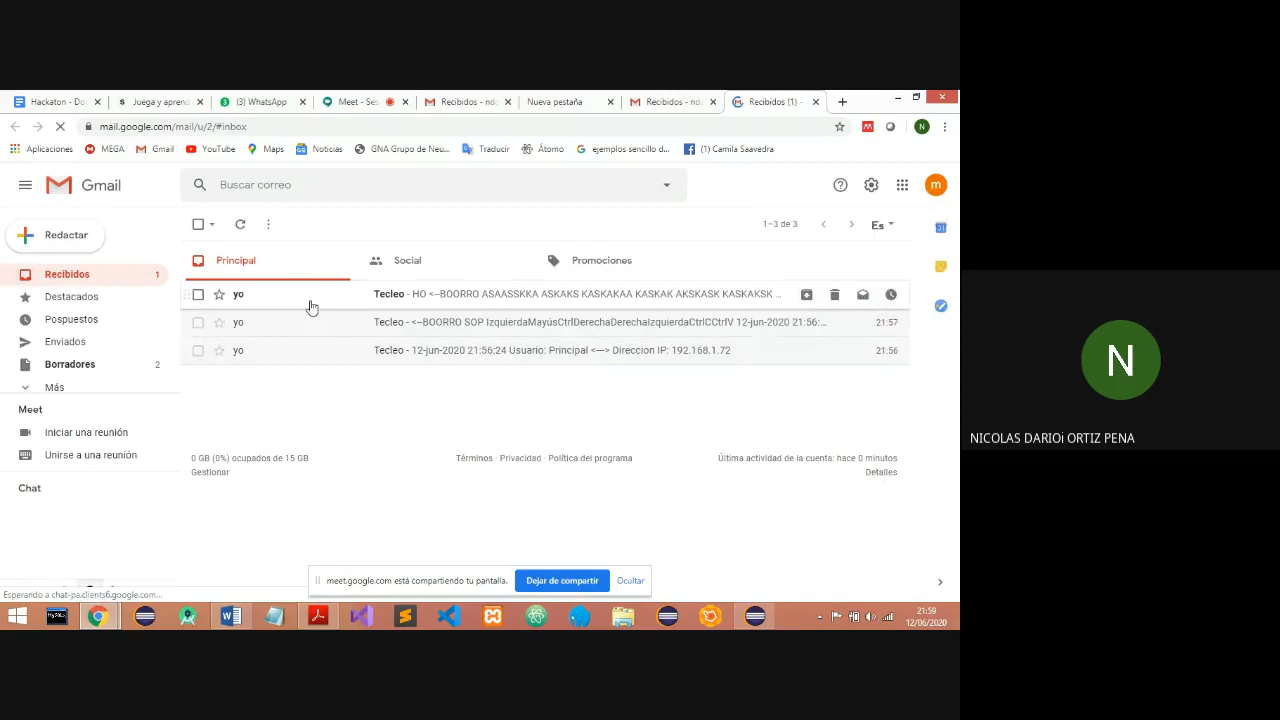 Hackaton - Do
Juega y aprend
(3) WhatsApp
Meet - Ses
Recibidos - ndo
Nueva pestaña
Recibidos - ndo
Recibidos (1) -
mail.google.com/mail/u/2/#inbox
Aplicaciones
MEGA
Gmail
YouTube
Maps
Noticias
GNA Grupo de Neu...
Traducir
Átomo
ejemplos sencillo d...
(1) Camila Saavedra
N
Gmail
Buscar correo
m
Redactar
1–3 de 3
Es
Recibidos 1
Destacados
Pospuestos
Enviados
Borradores 2
Más
Meet
Iniciar una reunión
Unirse a una reunión
Chat
Principal
Social
Promociones
yo Tecleo - HO <--BOORRO ASAASSKKA ASKAKS KASKAKAA KASKAK AKSKASK KASKAKSK ...
yo Tecleo - <--BOORRO SOP IzquierdaMayúsCtrlDerechaDerechaIzquierdaCtrlCCtrlV 12-jun-2020 21:56:... 21:57
yo Tecleo - 12-jun-2020 21:56:24 Usuario: Principal <---> Direccion IP: 192.168.1.72 21:56
0 GB (0%) ocupados de 15 GB
Gestionar
Términos · Privacidad · Política del programa
Última actividad de la cuenta: hace 0 minutos
Detalles
meet.google.com está compartiendo tu pantalla.
Dejar de compartir
Ocultar
Esperando a chat-pa.clients6.google.com...
21:59
12/06/2020
N
NICOLAS DARIOi ORTIZ PENA